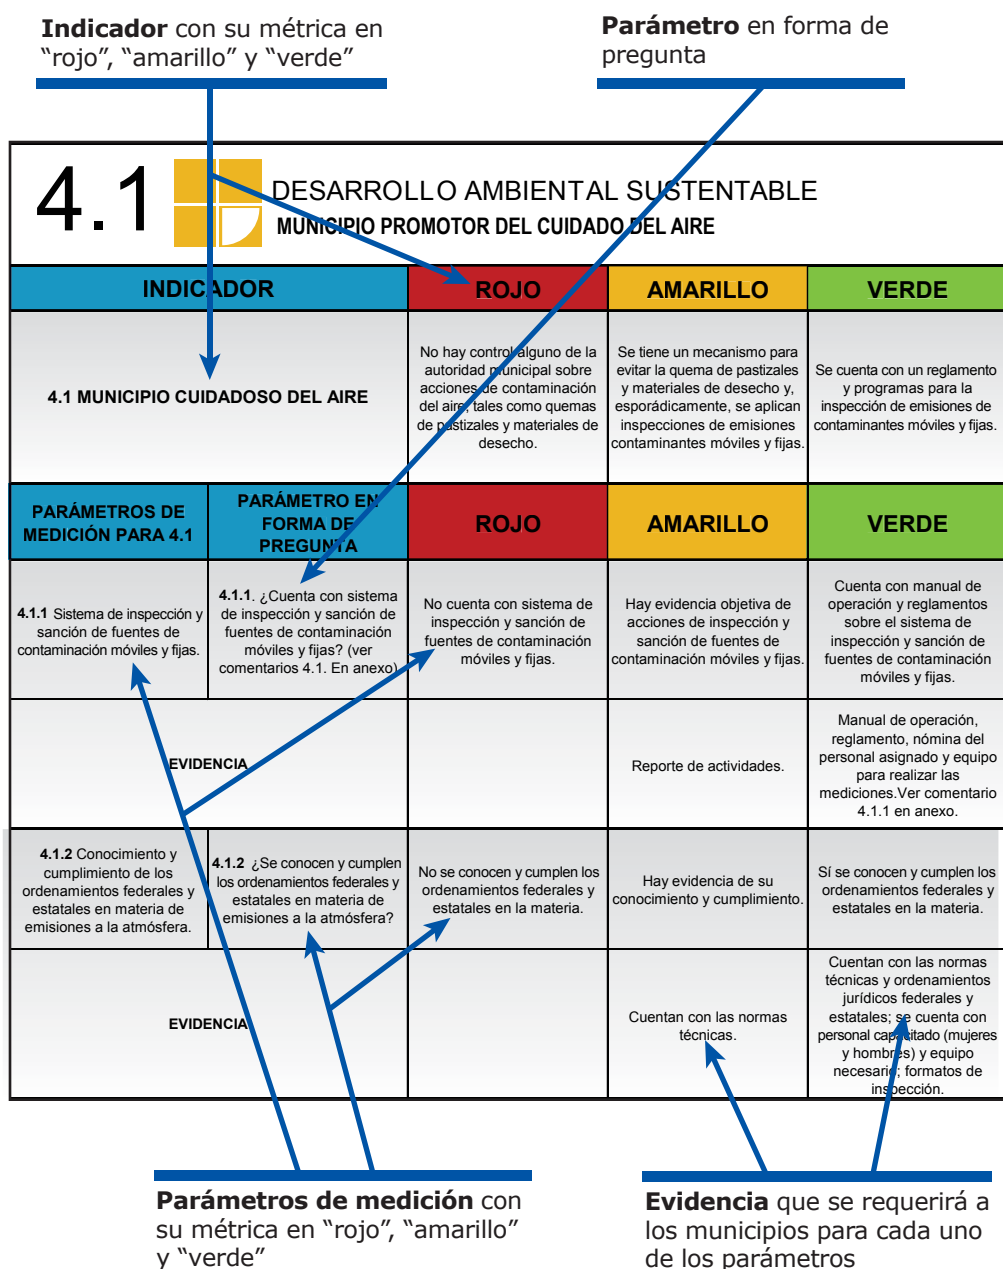 Indicador con su métrica en
“rojo”, “amarillo” y “verde”
Parámetro en forma de
pregunta
4.1
DESARROLLO AMBIENTAL SUSTENTABLE
MUNICIPIO PROMOTOR DEL CUIDADO DEL AIRE
INDICADOR
ROJO
AMARILLO
VERDE
4.1 MUNICIPIO CUIDADOSO DEL AIRE
No hay control alguno de la
autoridad municipal sobre
acciones de contaminación
del aire, tales como quemas
de pastizales y materiales de
desecho.
Se tiene un mecanismo para
evitar la quema de pastizales
y materiales de desecho y,
esporádicamente, se aplican
inspecciones de emisiones
contaminantes móviles y fijas.
Se cuenta con un reglamento
y programas para la
inspección de emisiones de
contaminantes móviles y fijas.
PARÁMETROS DE
MEDICIÓN PARA 4.1
PARÁMETRO EN
FORMA DE
PREGUNTA
ROJO
AMARILLO
VERDE
4.1.1 Sistema de inspección y
sanción de fuentes de
contaminación móviles y fijas.
4.1.1. ¿Cuenta con sistema
de inspección y sanción de
fuentes de contaminación
móviles y fijas? (ver
comentarios 4.1. En anexo)
No cuenta con sistema de
inspección y sanción de
fuentes de contaminación
móviles y fijas.
Hay evidencia objetiva de
acciones de inspección y
sanción de fuentes de
contaminación móviles y fijas.
Cuenta con manual de
operación y reglamentos
sobre el sistema de
inspección y sanción de
fuentes de contaminación
móviles y fijas.
EVIDENCIA
Reporte de actividades.
Manual de operación,
reglamento, nómina del
personal asignado y equipo
para realizar las
mediciones.Ver comentario
4.1.1 en anexo.
4.1.2 Conocimiento y
cumplimiento de los
ordenamientos federales y
estatales en materia de
emisiones a la atmósfera.
4.1.2 ¿Se conocen y cumplen
los ordenamientos federales y
estatales en materia de
emisiones a la atmósfera?
No se conocen y cumplen los
ordenamientos federales y
estatales en la materia.
Hay evidencia de su
conocimiento y cumplimiento.
Sí se conocen y cumplen los
ordenamientos federales y
estatales en la materia.
EVIDENCIA
Cuentan con las normas
técnicas.
Cuentan con las normas
técnicas y ordenamientos
jurídicos federales y
estatales; se cuenta con
personal capacitado (mujeres
y hombres) y equipo
necesario; formatos de
inspección.
Parámetros de medición con
su métrica en “rojo”, “amarillo”
y “verde”
Evidencia que se requerirá a
los municipios para cada uno
de los parámetros